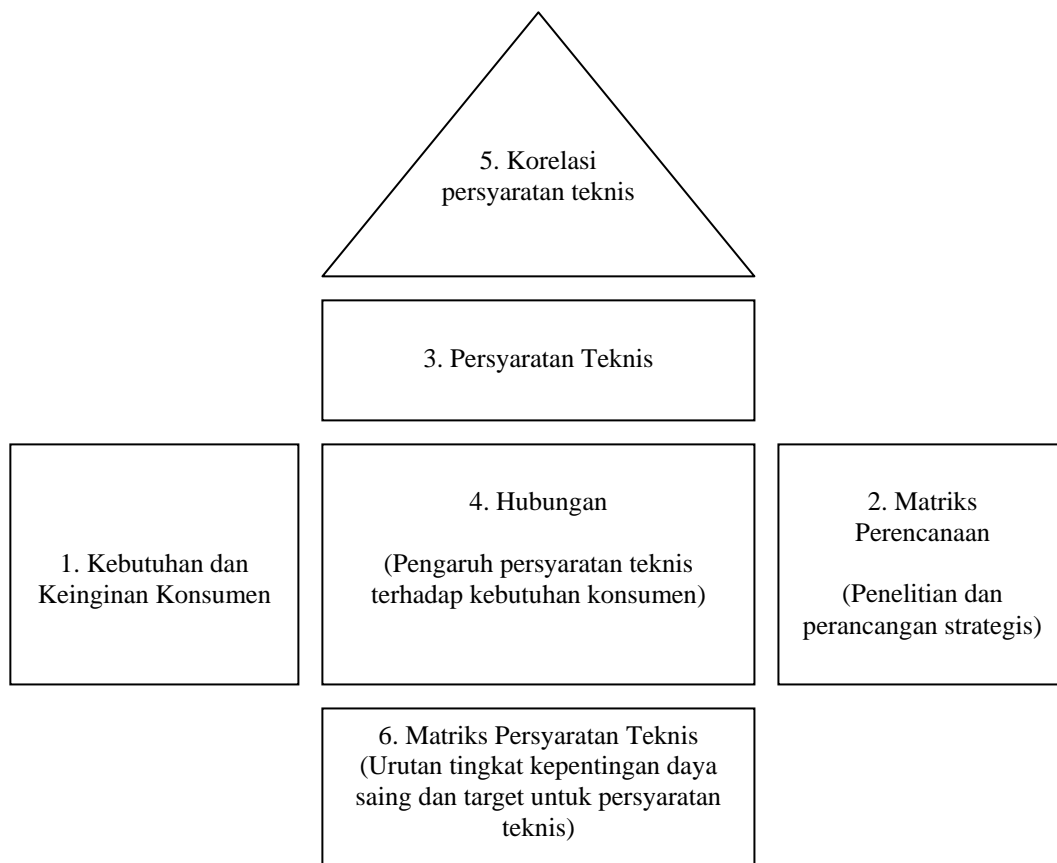 5. Korelasi
persyaratan teknis
3. Persyaratan Teknis
1. Kebutuhan dan
Keinginan Konsumen
4. Hubungan
(Pengaruh persyaratan teknis
terhadap kebutuhan konsumen)
2. Matriks
Perencanaan
(Penelitian dan
perancangan strategis)
6. Matriks Persyaratan Teknis
(Urutan tingkat kepentingan daya
saing dan target untuk persyaratan
teknis)